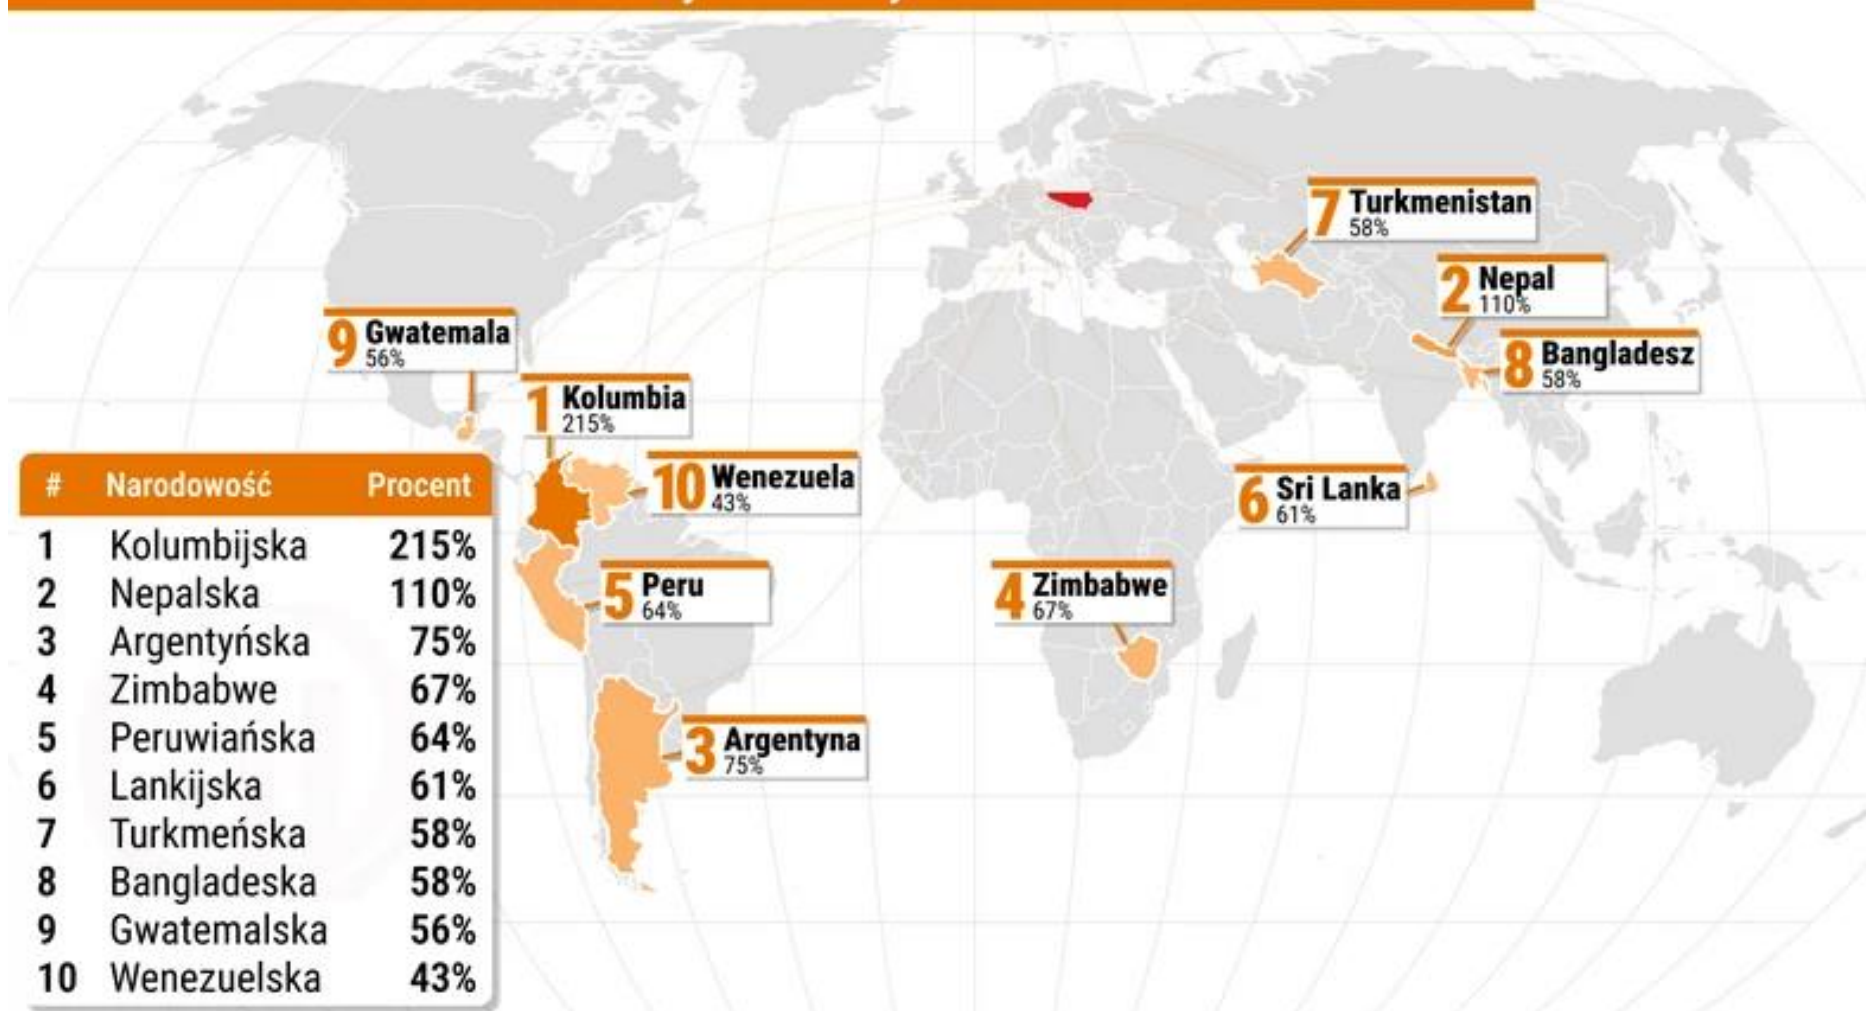 7 Turkmenistan
58%
2 Nepal
110%
9 Gwatemala
56%
8 Bangladesz
58%
1 Kolumbia
215%
10 Wenezuela
43%
6 Sri Lanka
61%
5 Peru
64%
4 Zimbabwe
67%
3 Argentyna
75%
# Narodowość Procent
1 Kolumbijska 215%
2 Nepalska 110%
3 Argentyńska 75%
4 Zimbabwe 67%
5 Peruwiańska 64%
6 Lankijska 61%
7 Turkmeńska 58%
8 Bangladeska 58%
9 Gwatemalska 56%
10 Wenezuelska 43%